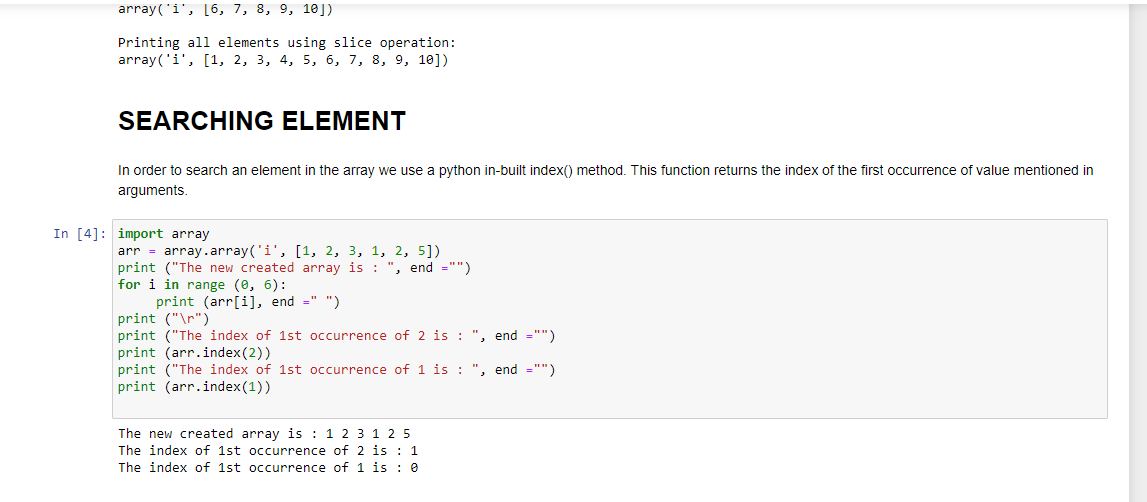 array('i', [6, 7, 8, 9, 10])
Printing all elements using slice operation:
array('i', [1, 2, 3, 4, 5, 6, 7, 8, 9, 10])
SEARCHING ELEMENT
In order to search an element in the array we use a python in-built index() method. This function returns the index of the first occurrence of value mentioned in
arguments.
In [4]: import array
arr = array.array('i', [1, 2, 3, 1, 2, 5])
print ("The new created array is : ", end ="")
for i in range (0, 6):
     print (arr[i], end =" ")
print ("\r")
print ("The index of 1st occurrence of 2 is : ", end ="")
print (arr.index(2))
print ("The index of 1st occurrence of 1 is : ", end ="")
print (arr.index(1))
The new created array is : 1 2 3 1 2 5
The index of 1st occurrence of 2 is : 1
The index of 1st occurrence of 1 is : 0